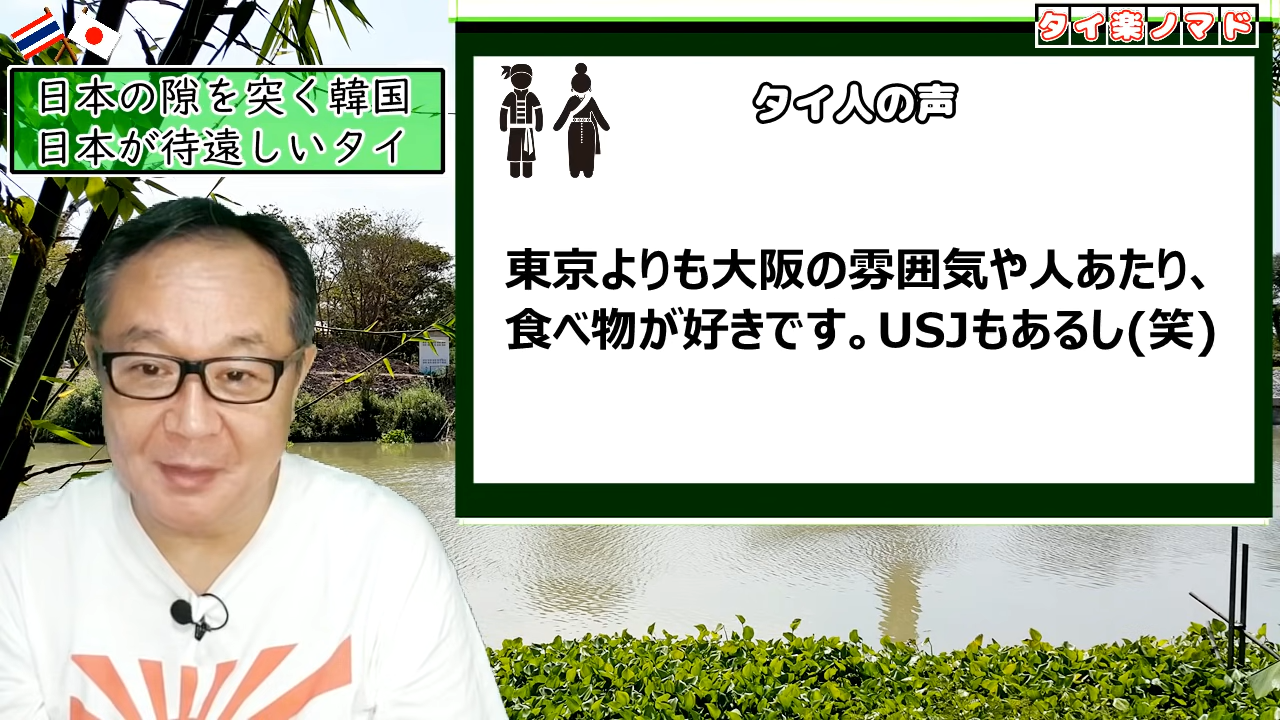 タイ楽ノマド
日本の隙を突く韓国
日本が待遠しいタイ
タイ人の声
東京よりも大阪の雰囲気や人あたり、
食べ物が好きです。USJもあるし(笑)